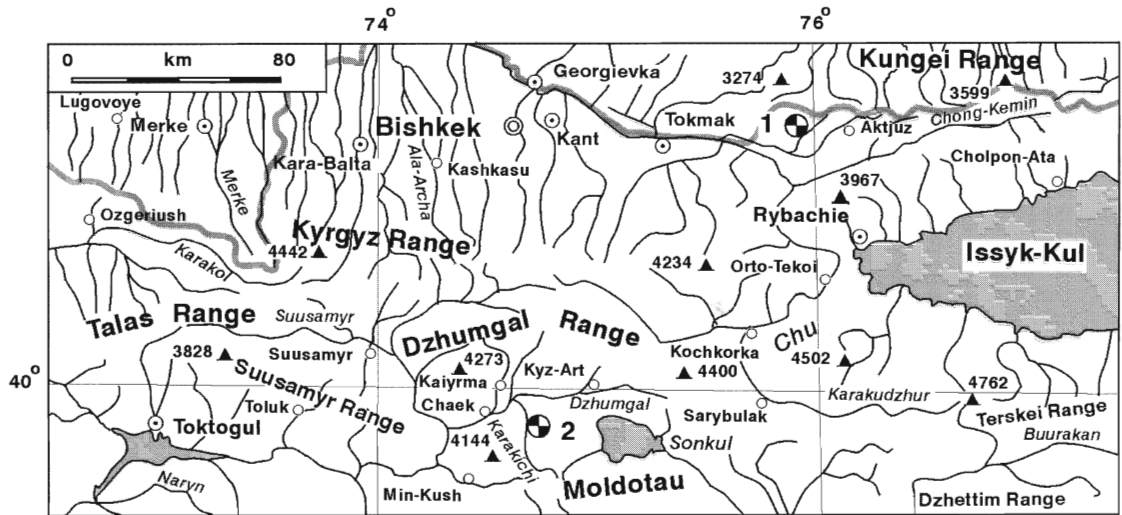 74°
76°
0 km 80
Georgievka
3274
Kungei Range
3599
Lugovoye
Merke
Bishkek
Kant
Tokmak
1
Aktjuz
Chong-Kemin
Kara-Balta
Ala-Archa
Kashkasu
Cholpon-Ata
Merke
3967
Ozgeriush
Rybachie
Kyrgyz Range
4442
Karakol
4234
Orto-Tekoi
Issyk-Kul
Talas Range
Suusamyr
Dzhumgal Range
Chu
3828
Suusamyr
4273
Kochkorka
4400
4502
40°
Suusamyr Range
Kaiyrma
Kyz-Art
Karakudzhur
4762
Toluk
Chaek
Dzhumgal
Sarybulak
Terskei Range
Toktogul
4144
Karakichi
2
Sonkul
Buurakan
Naryn
Min-Kush
Moldotau
Dzhettim Range